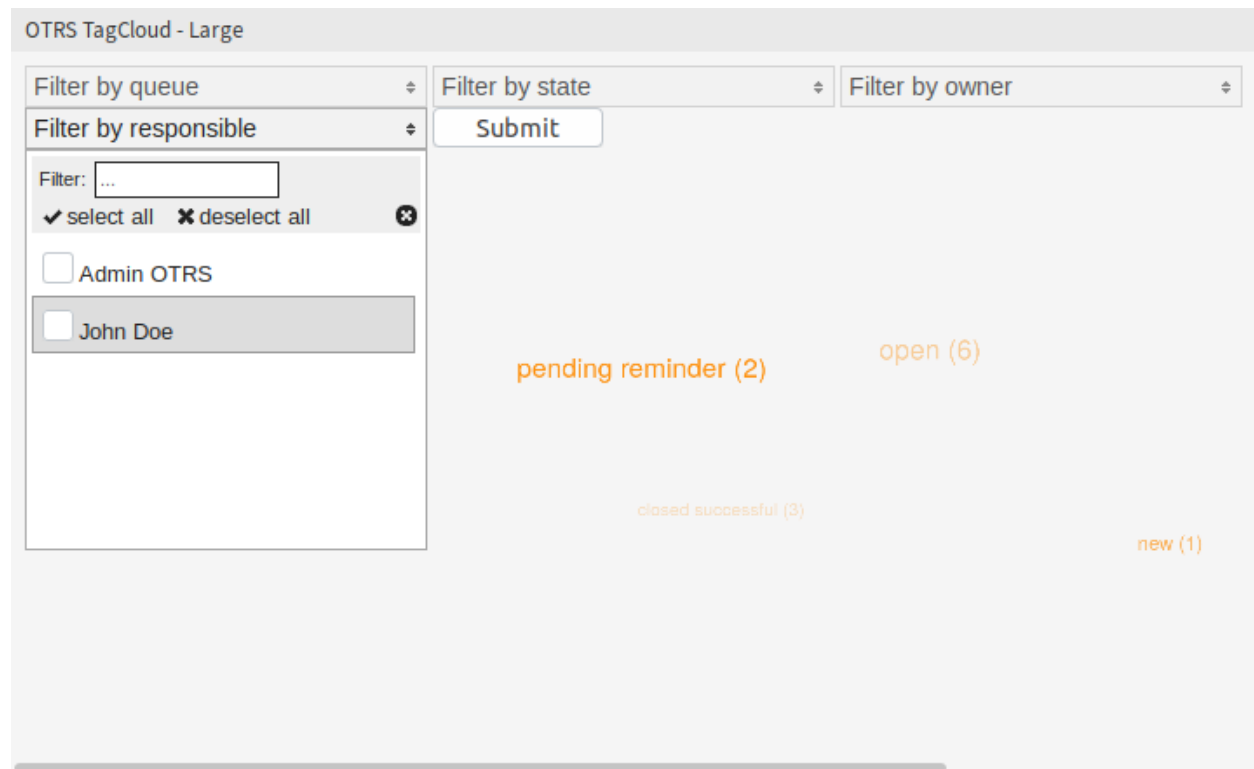 OTRS TagCloud - Large
Filter by queue
Filter by state
Filter by owner
Filter by responsible
Submit
Filter: ...
select all deselect all
Admin OTRS
John Doe
open (6)
pending reminder (2)
closed successful (3)
new (1)